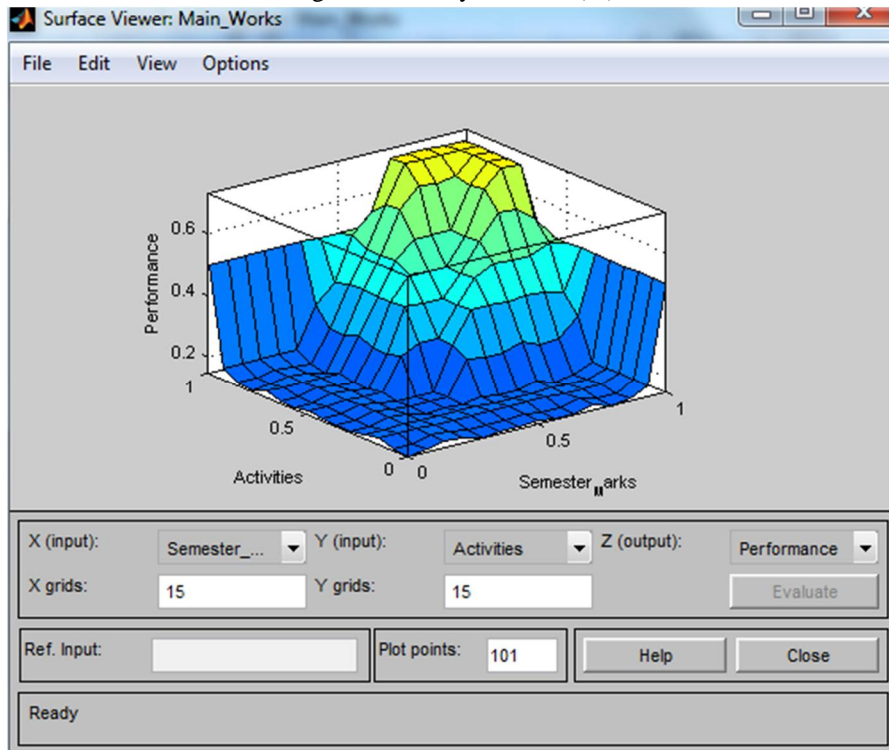 Surface Viewer: Main_Works
File Edit View Options
Performance
0.6
0.4
0.2
1
0.5
0
Activities
0
0.5
1
Semester_Marks
X (input): Semester_... Y (input): Activities Z (output): Performance
X grids: 15 Y grids: 15 Evaluate
Ref. Input: Plot points: 101 Help Close
Ready